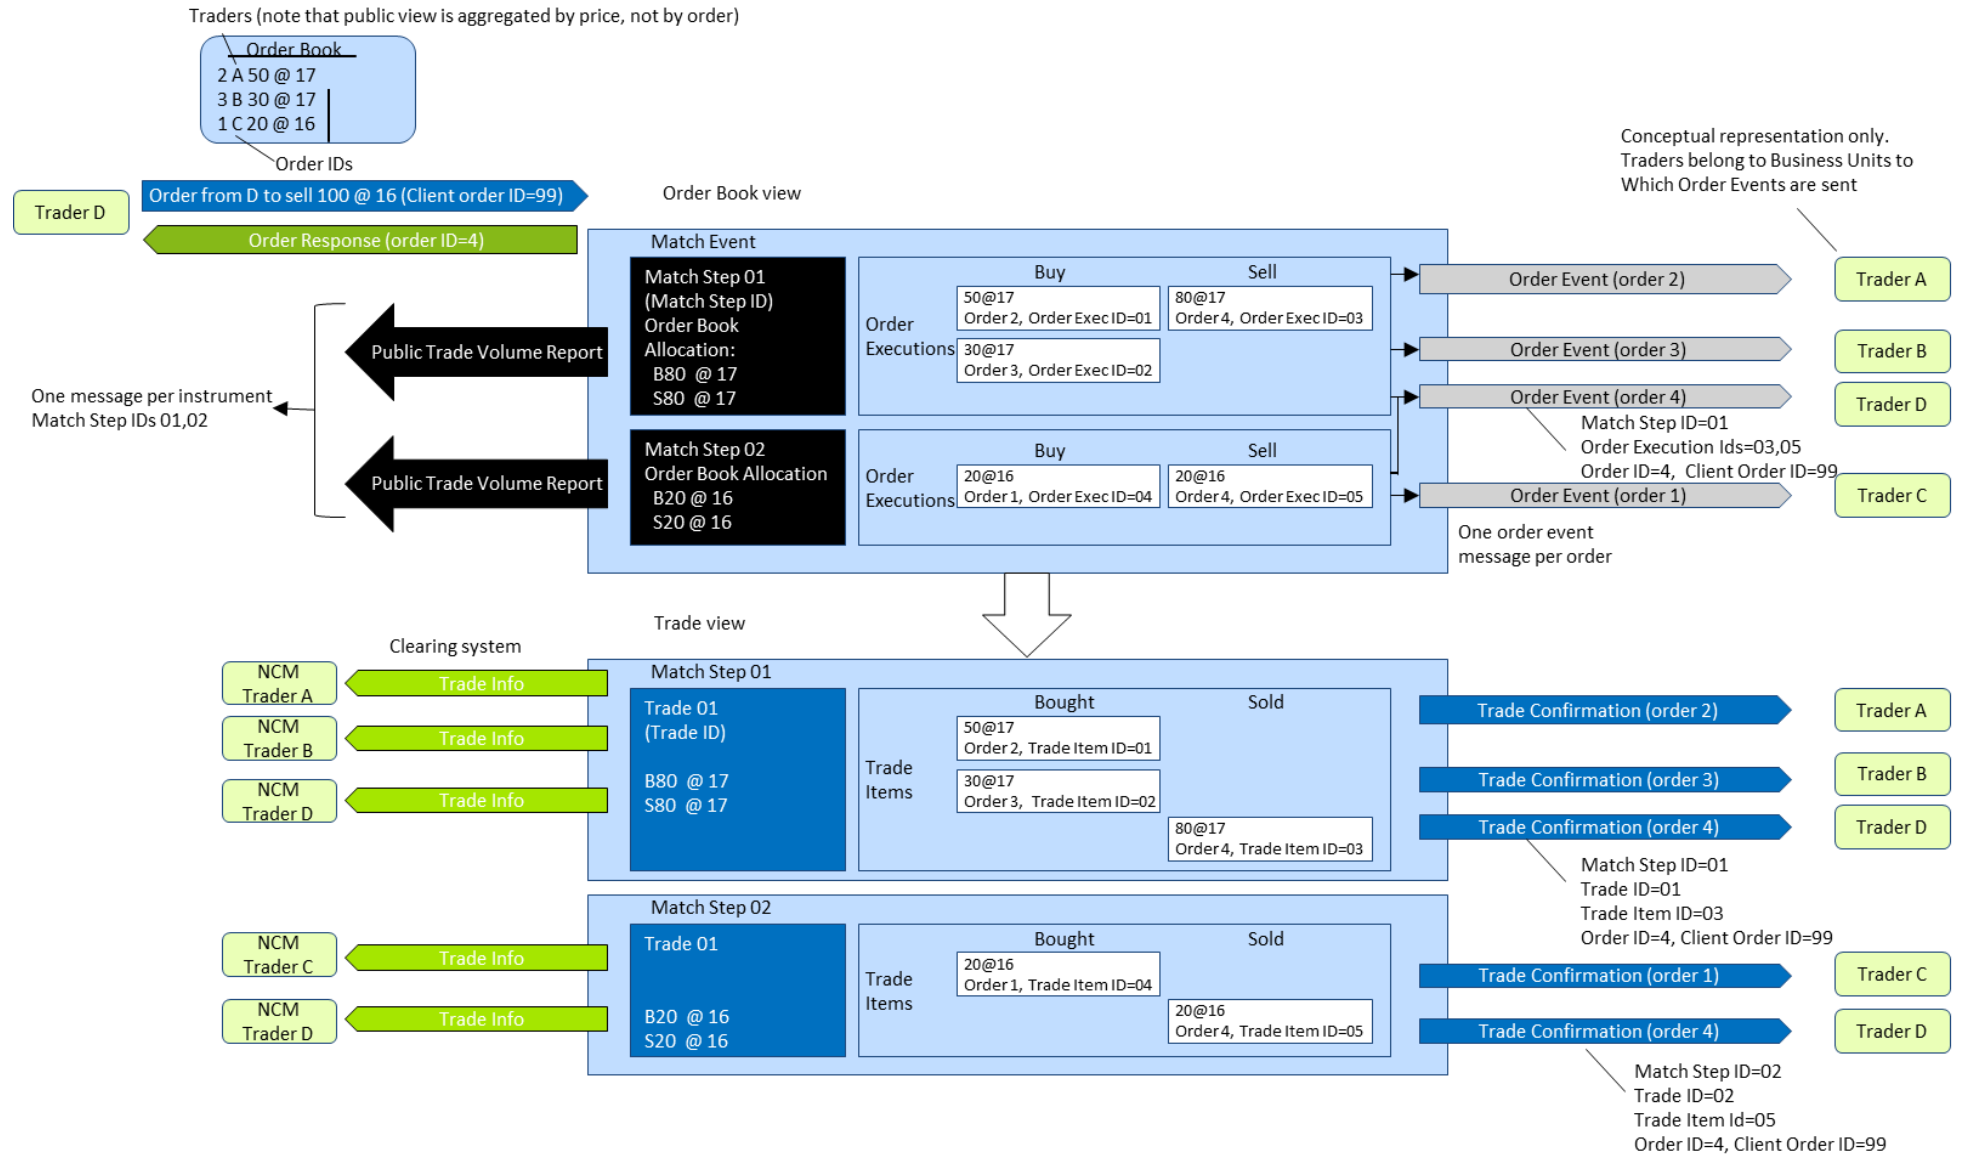 Traders (note that public view is aggregated by price, not by order)
Order Book
2 A 50 @ 17
3 B 30 @ 17
1 C 20 @ 16
Order IDs
Trader D
Order from D to sell 100 @ 16 (Client order ID=99)
Order Response (order ID=4)
Order Book view
Conceptual representation only.
Traders belong to Business Units to
Which Order Events are sent
Match Event
Match Step 01
(Match Step ID)
Order Book
Allocation:
B80 @ 17
S80 @ 17
Order
Executions
Buy
Sell
50@17
Order 2, Order Exec ID=01
80@17
Order 4, Order Exec ID=03
30@17
Order 3, Order Exec ID=02
Order Event (order 2)
Trader A
Order Event (order 3)
Trader B
Order Event (order 4)
Trader D
Match Step ID=01
Order Execution Ids=03,05
Order ID=4, Client Order ID=99
Public Trade Volume Report
One message per instrument
Match Step IDs 01,02
Public Trade Volume Report
Match Step 02
Order Book Allocation
B20 @ 16
S20 @ 16
Order
Executions
Buy
Sell
20@16
Order 1, Order Exec ID=04
20@16
Order 4, Order Exec ID=05
Order Event (order 1)
Trader C
One order event
message per order
Trade view
Clearing system
NCM
Trader A
Trade Info
NCM
Trader B
Trade Info
NCM
Trader D
Trade Info
Match Step 01
Trade 01
(Trade ID)
B80 @ 17
S80 @ 17
Trade
Items
Bought
Sold
50@17
Order 2, Trade Item ID=01
30@17
Order 3, Trade Item ID=02
80@17
Order 4, Trade Item ID=03
Trade Confirmation (order 2)
Trader A
Trade Confirmation (order 3)
Trader B
Trade Confirmation (order 4)
Trader D
Match Step ID=01
Trade ID=01
Trade Item ID=03
Order ID=4, Client Order ID=99
Match Step 02
NCM
Trader C
Trade Info
NCM
Trader D
Trade Info
Trade 01
B20 @ 16
S20 @ 16
Trade
Items
Bought
Sold
20@16
Order 1, Trade Item ID=04
20@16
Order 4, Trade Item ID=05
Trade Confirmation (order 1)
Trader C
Trade Confirmation (order 4)
Trader D
Match Step ID=02
Trade ID=02
Trade Item Id=05
Order ID=4, Client Order ID=99